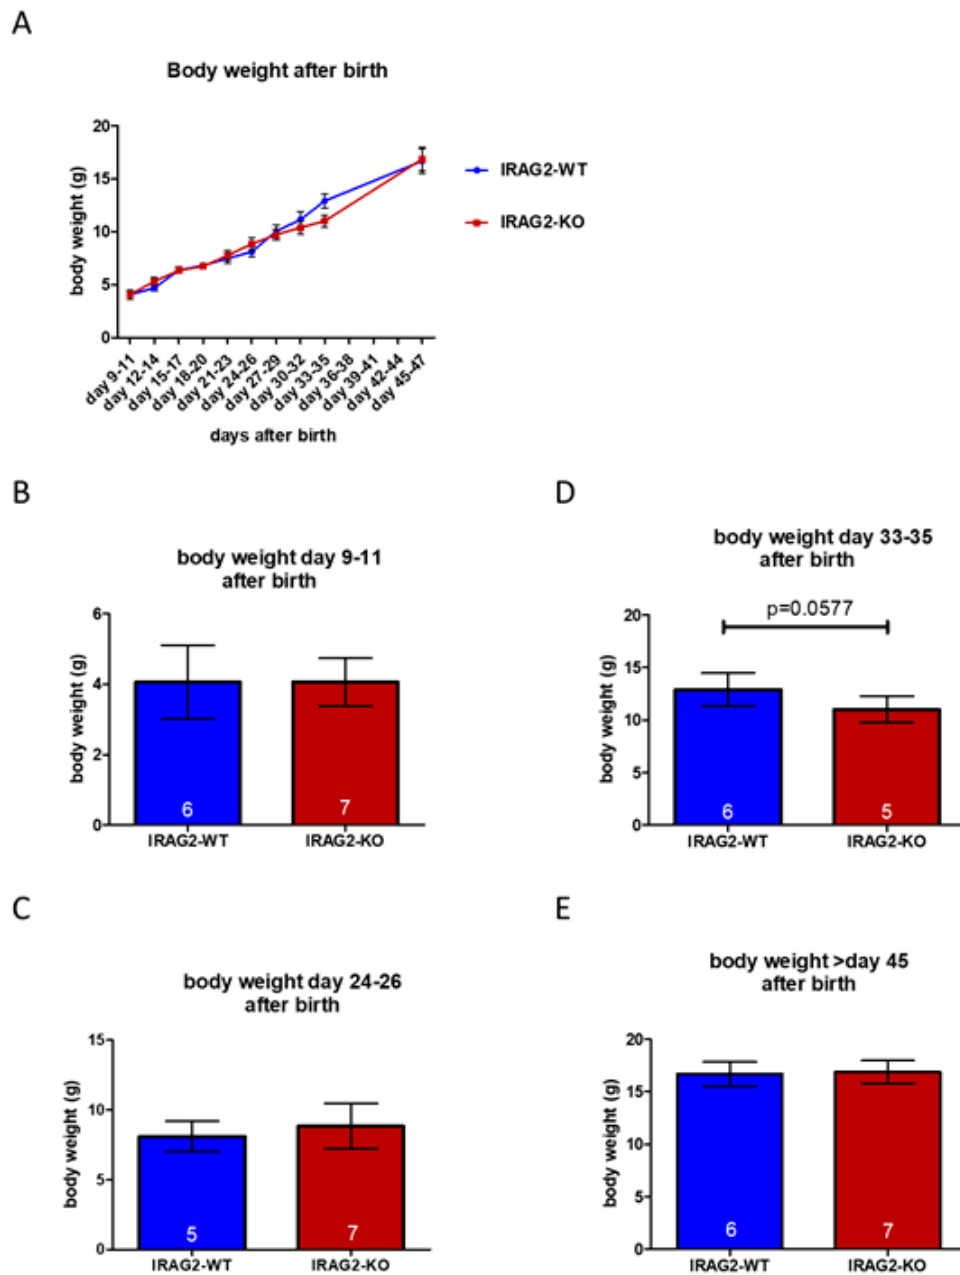 A
Body weight after birth
20
15
10
5
0
body weight (g)
IRAG2-WT
IRAG2-KO
day 9-11
day 12-14
day 15-17
day 18-20
day 21-23
day 24-26
day 27-29
day 30-32
day 33-35
day 36-38
day 39-41
day 42-44
day 45-47
days after birth
B
body weight day 9-11
after birth
6
4
2
0
body weight (g)
6
7
IRAG2-WT
IRAG2-KO
D
body weight day 33-35
after birth
p=0.0577
20
15
10
5
0
body weight (g)
6
5
IRAG2-WT
IRAG2-KO
C
body weight day 24-26
after birth
15
10
5
0
body weight (g)
5
7
IRAG2-WT
IRAG2-KO
E
body weight >day 45
after birth
20
15
10
5
0
body weight (g)
6
7
IRAG2-WT
IRAG2-KO